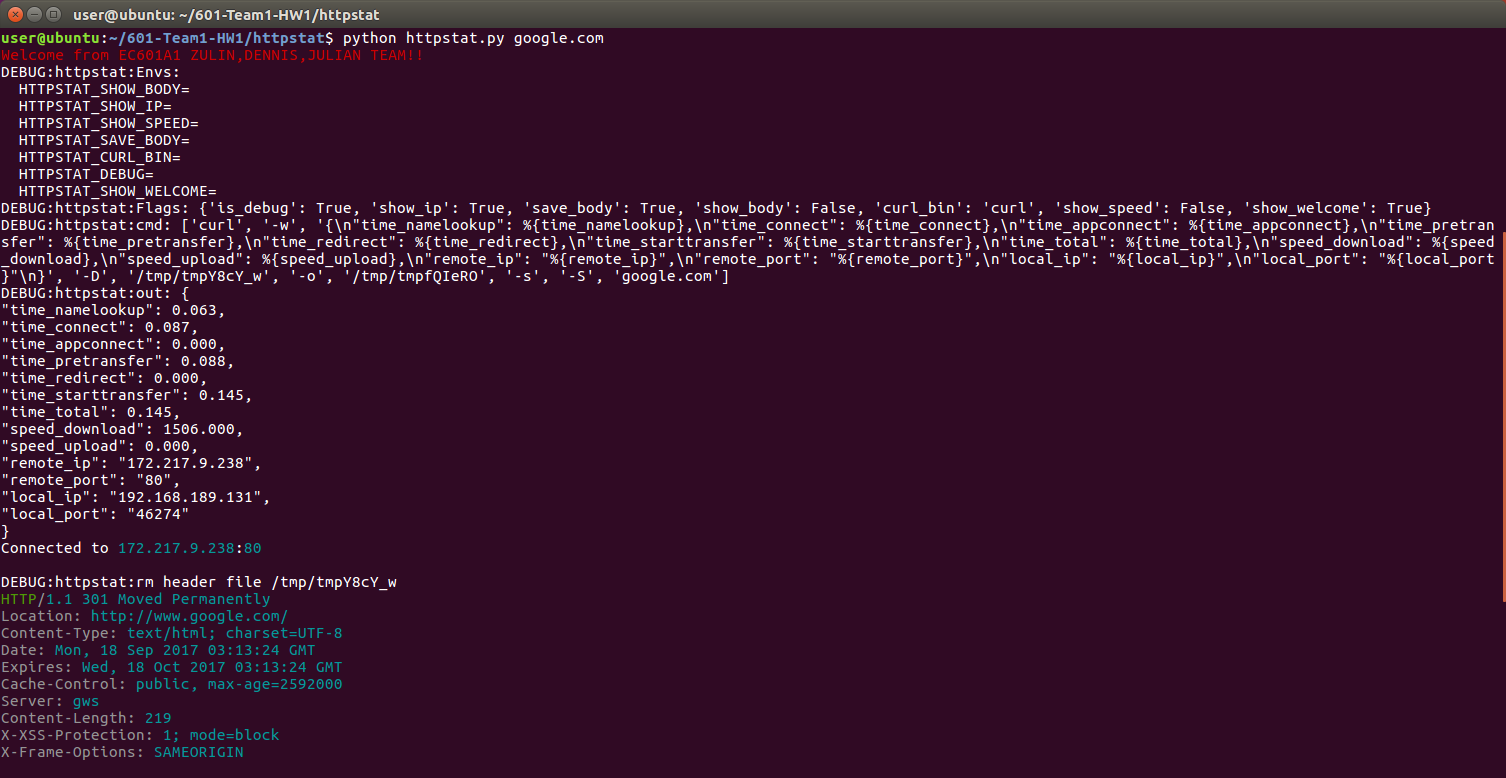 user@ubuntu: ~/601-Team1-HW1/httpstat
user@ubuntu:~/601-Team1-HW1/httpstat$ python httpstat.py google.com
Welcome from EC601A1 ZULIN,DENNIS,JULIAN TEAM!!
DEBUG:httpstat:Envs:
  HTTPSTAT_SHOW_BODY=
  HTTPSTAT_SHOW_IP=
  HTTPSTAT_SHOW_SPEED=
  HTTPSTAT_SAVE_BODY=
  HTTPSTAT_CURL_BIN=
  HTTPSTAT_DEBUG=
  HTTPSTAT_SHOW_WELCOME=
DEBUG:httpstat:Flags: {'is_debug': True, 'show_ip': True, 'save_body': True, 'show_body': False, 'curl_bin': 'curl', 'show_speed': False, 'show_welcome': True}
DEBUG:httpstat:cmd: ['curl', '-w', '{\n"time_namelookup": %{time_namelookup},\n"time_connect": %{time_connect},\n"time_appconnect": %{time_appconnect},\n"time_pretran
sfer": %{time_pretransfer},\n"time_redirect": %{time_redirect},\n"time_starttransfer": %{time_starttransfer},\n"time_total": %{time_total},\n"speed_download": %{speed
_download},\n"speed_upload": %{speed_upload},\n"remote_ip": "%{remote_ip}",\n"remote_port": "%{remote_port}",\n"local_ip": "%{local_ip}",\n"local_port": "%{local_port
}"\n}', '-D', '/tmp/tmpY8cY_w', '-o', '/tmp/tmpfQIeRO', '-s', '-S', 'google.com']
DEBUG:httpstat:out: {
"time_namelookup": 0.063,
"time_connect": 0.087,
"time_appconnect": 0.000,
"time_pretransfer": 0.088,
"time_redirect": 0.000,
"time_starttransfer": 0.145,
"time_total": 0.145,
"speed_download": 1506.000,
"speed_upload": 0.000,
"remote_ip": "172.217.9.238",
"remote_port": "80",
"local_ip": "192.168.189.131",
"local_port": "46274"
}
Connected to 172.217.9.238:80

DEBUG:httpstat:rm header file /tmp/tmpY8cY_w
HTTP/1.1 301 Moved Permanently
Location: http://www.google.com/
Content-Type: text/html; charset=UTF-8
Date: Mon, 18 Sep 2017 03:13:24 GMT
Expires: Wed, 18 Oct 2017 03:13:24 GMT
Cache-Control: public, max-age=2592000
Server: gws
Content-Length: 219
X-XSS-Protection: 1; mode=block
X-Frame-Options: SAMEORIGIN